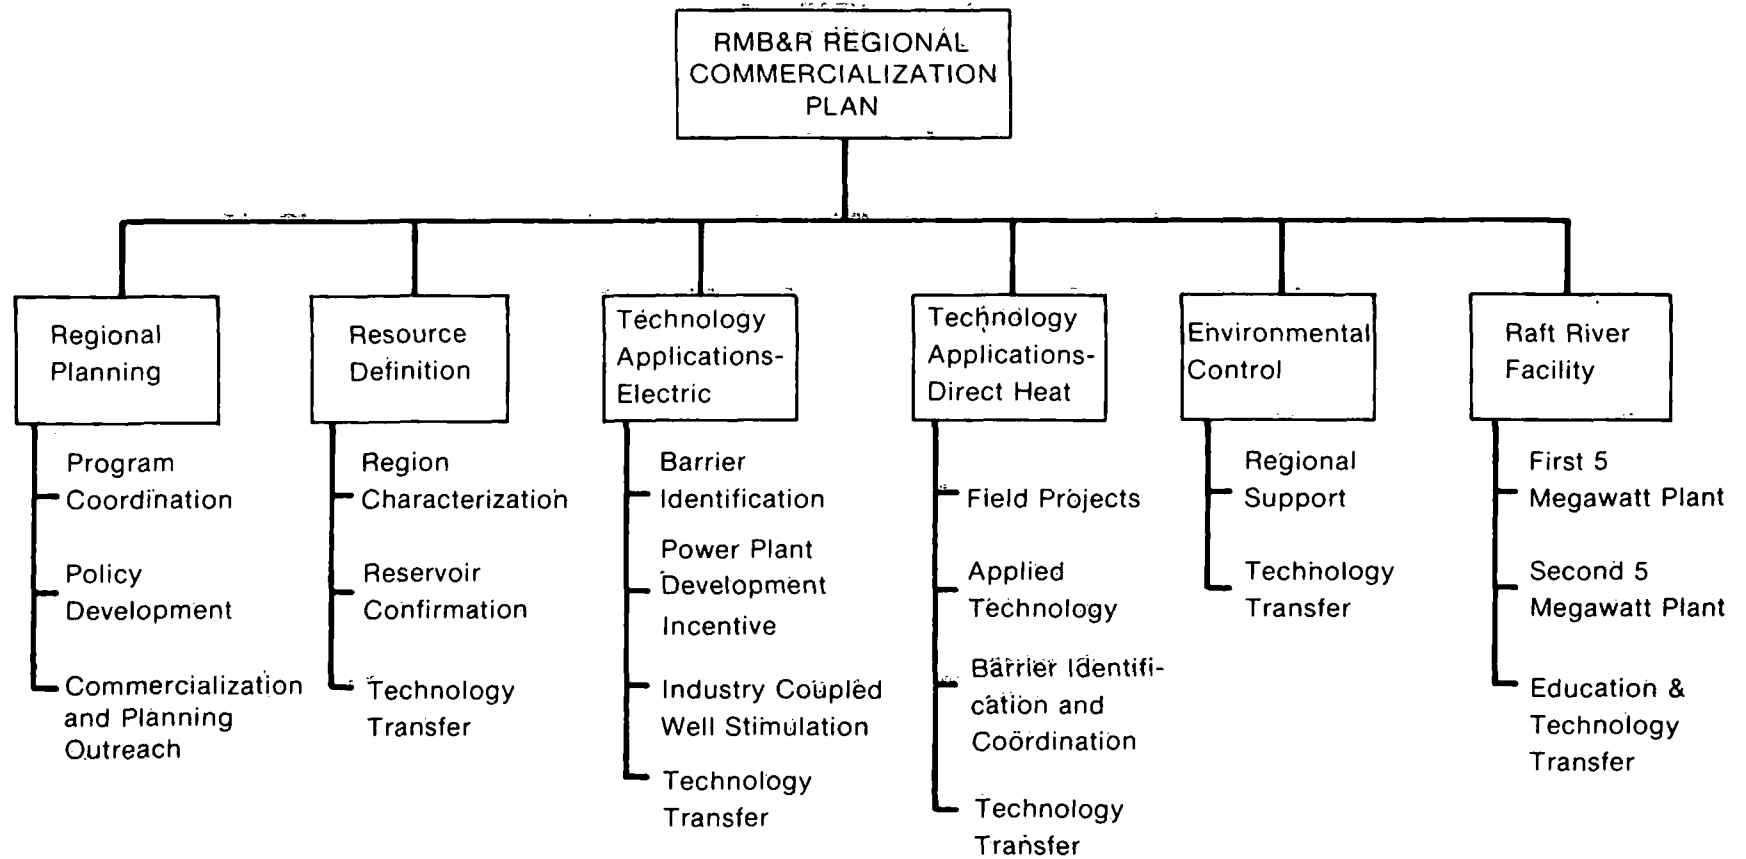 RMB&R REGIONAL
COMMERCIALIZATION
PLAN
Regional
Planning
Program
Coordination
Policy
Development
Commercialization
and Planning
Outreach
Resource
Definition
Region
Characterization
Reservoir
Confirmation
Technology
Transfer
Technology
Applications-
Electric
Barrier
Identification
Power Plant
Development
Incentive
Industry Coupled
Well Stimulation
Technology
Transfer
Technology
Applications-
Direct Heat
Field Projects
Applied
Technology
Barrier Identifi-
cation and
Coordination
Technology
Transfer
Environmental
Control
Regional
Support
Technology
Transfer
Raft River
Facility
First 5
Megawatt Plant
Second 5
Megawatt Plant
Education &
Technology
Transfer